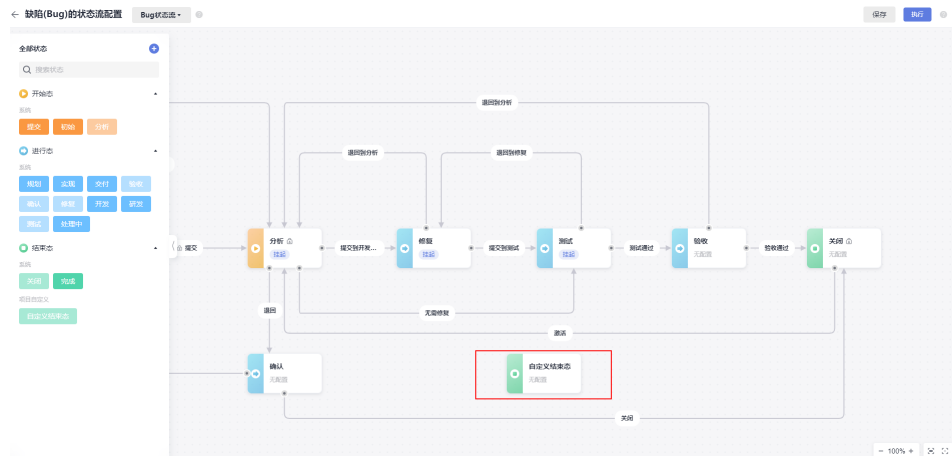 缺陷(Bug)的状态流配置
Bug状态流
保存
执行
全部状态
搜索状态
开始态
系统
提交 初始 分析
进行态
系统
规划 实现 交付 验收
确认 修复 开发 研发
测试 处理中
结束态
系统
关闭 完成
项目自定义
自定义结束态
退回到分析
退回到分析
退回到修复
提交
分析
挂起
提交到开发...
修复
挂起
提交到测试
测试
挂起
测试通过
验收
无配置
验收通过
关闭
无配置
退回
无需修复
激活
确认
无配置
自定义结束态
无配置
关闭
100%